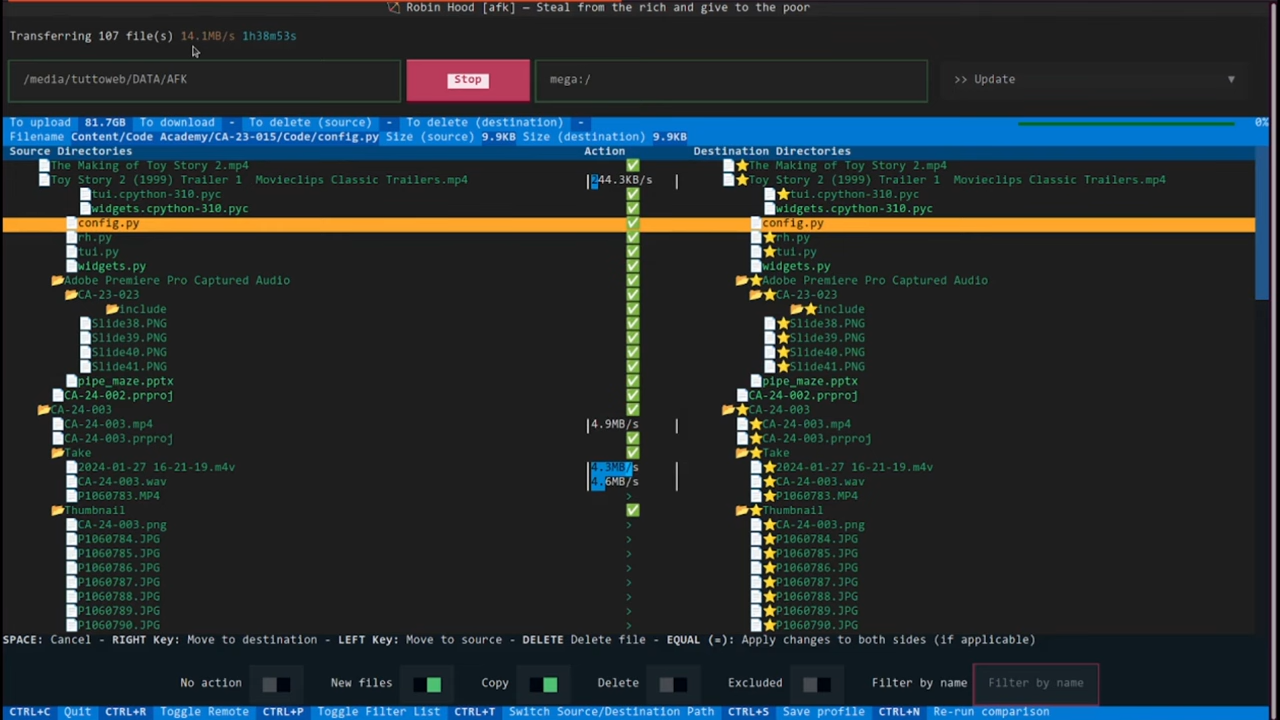 Robin Hood [afk] — Steal from the rich and give to the poor
Transferring 107 file(s) 14.1MB/s 1h38m53s
/media/tuttoweb/DATA/AFK Stop mega:/ >> Update ▼
To upload 81.7GB To download - To delete (source) - To delete (destination) - 0%
Filename Content/Code Academy/CA-23-015/Code/config.py Size (source) 9.9KB Size (destination) 9.9KB
Source Directories Action Destination Directories
The Making of Toy Story 2.mp4 ✅ ⭐The Making of Toy Story 2.mp4
Toy Story 2 (1999) Trailer 1  Movieclips Classic Trailers.mp4 244.3KB/s ⭐Toy Story 2 (1999) Trailer 1  Movieclips Classic Trailers.mp4
tui.cpython-310.pyc ✅ ⭐tui.cpython-310.pyc
widgets.cpython-310.pyc ✅ widgets.cpython-310.pyc
config.py ✅ config.py
rh.py ✅ ⭐rh.py
tui.py ✅ ⭐tui.py
widgets.py ✅ widgets.py
Adobe Premiere Pro Captured Audio ✅ ⭐Adobe Premiere Pro Captured Audio
CA-23-023 ✅ ⭐CA-23-023
include ✅ ⭐include
Slide38.PNG ✅ ⭐Slide38.PNG
Slide39.PNG ✅ ⭐Slide39.PNG
Slide40.PNG ✅ ⭐Slide40.PNG
Slide41.PNG ✅ ⭐Slide41.PNG
pipe_maze.pptx ✅ pipe_maze.pptx
CA-24-002.prproj ✅ CA-24-002.prproj
CA-24-003 ✅ ⭐CA-24-003
CA-24-003.mp4 4.9MB/s ⭐CA-24-003.mp4
CA-24-003.prproj ✅ ⭐CA-24-003.prproj
Take ✅ ⭐Take
2024-01-27 16-21-19.m4v 4.3MB/s ⭐2024-01-27 16-21-19.m4v
CA-24-003.wav 4.6MB/s ⭐CA-24-003.wav
P1060783.MP4 > ⭐P1060783.MP4
Thumbnail ✅ ⭐Thumbnail
CA-24-003.png > ⭐CA-24-003.png
P1060784.JPG > ⭐P1060784.JPG
P1060785.JPG > ⭐P1060785.JPG
P1060786.JPG > ⭐P1060786.JPG
P1060787.JPG > ⭐P1060787.JPG
P1060788.JPG > ⭐P1060788.JPG
P1060789.JPG > ⭐P1060789.JPG
P1060790.JPG > ⭐P1060790.JPG
SPACE: Cancel - RIGHT Key: Move to destination - LEFT Key: Move to source - DELETE Delete file - EQUAL (=): Apply changes to both sides (if applicable)
No action New files Copy Delete Excluded Filter by name Filter by name
CTRL+C Quit CTRL+R Toggle Remote CTRL+P Toggle Filter List CTRL+T Switch Source/Destination Path CTRL+S Save profile CTRL+N Re-run comparison